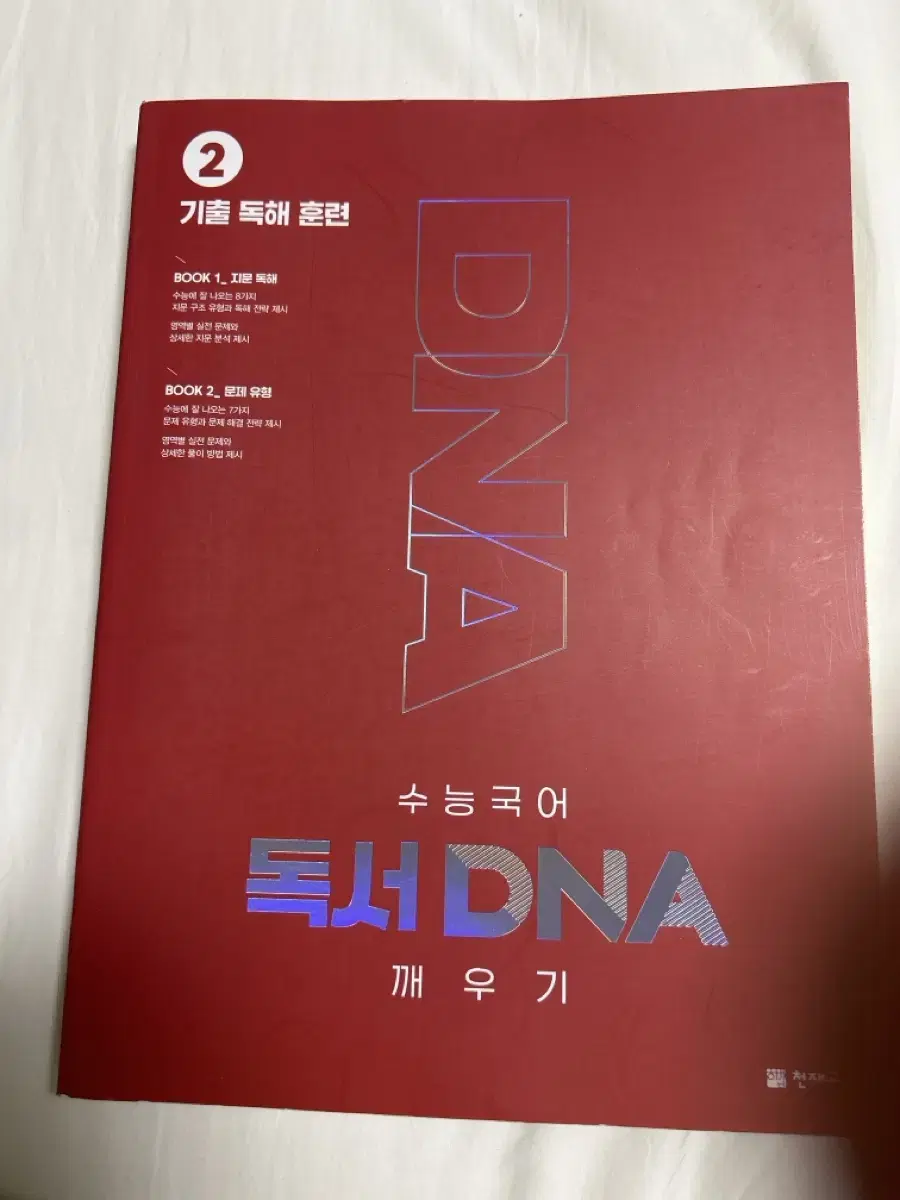 2
기출 독해 훈련
BOOK 1_ 지문 독해
수능에 잘 나오는 8가지
지문 구조 유형과 독해 전략 제시
영역별 실전 문제와
상세한 지문 분석 제시
BOOK 2_ 문제 유형
수능에 잘 나오는 7가지
문제 유형과 문제 해결 전략 제시
영역별 실전 문제와
상세한 풀이 방법 제시
DNA
수능국어
독서 DNA
깨우기
천재